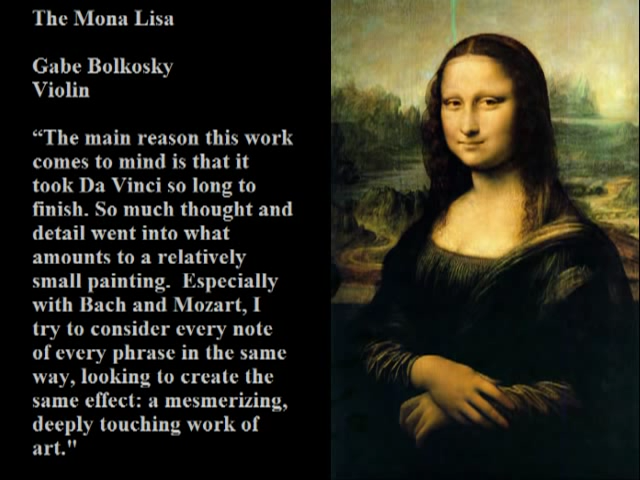 The Mona Lisa
Gabe Bolkosky
Violin
“The main reason this work
comes to mind is that it
took Da Vinci so long to
finish. So much thought and
detail went into what
amounts to a relatively
small painting.  Especially
with Bach and Mozart, I
try to consider every note
of every phrase in the same
way, looking to create the
same effect: a mesmerizing,
deeply touching work of
art."